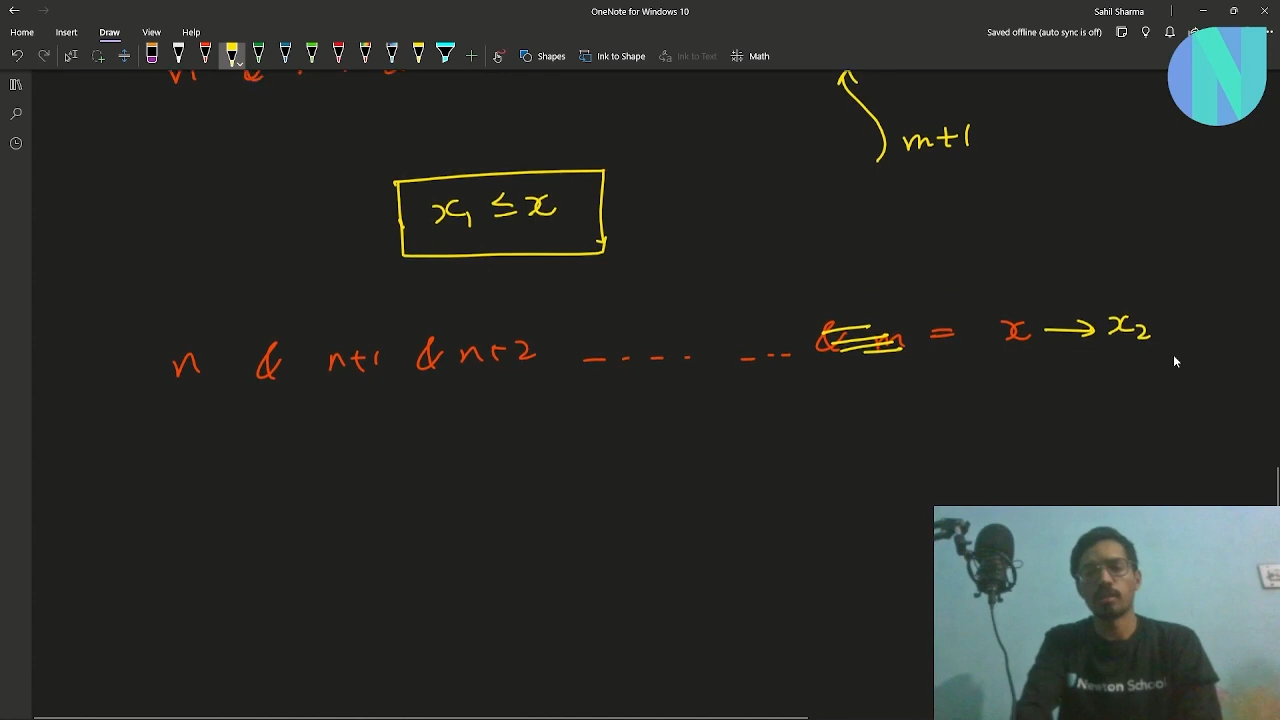 OneNote for Windows 10
Sahil Sharma
Home Insert Draw View Help
Saved offline (auto sync is off)
Shapes Ink to Shape Ink to Text Math
m+1
x₁ ≤ x
n & n+1 & n+2 -.... ... & m = x → x₂
Newton School